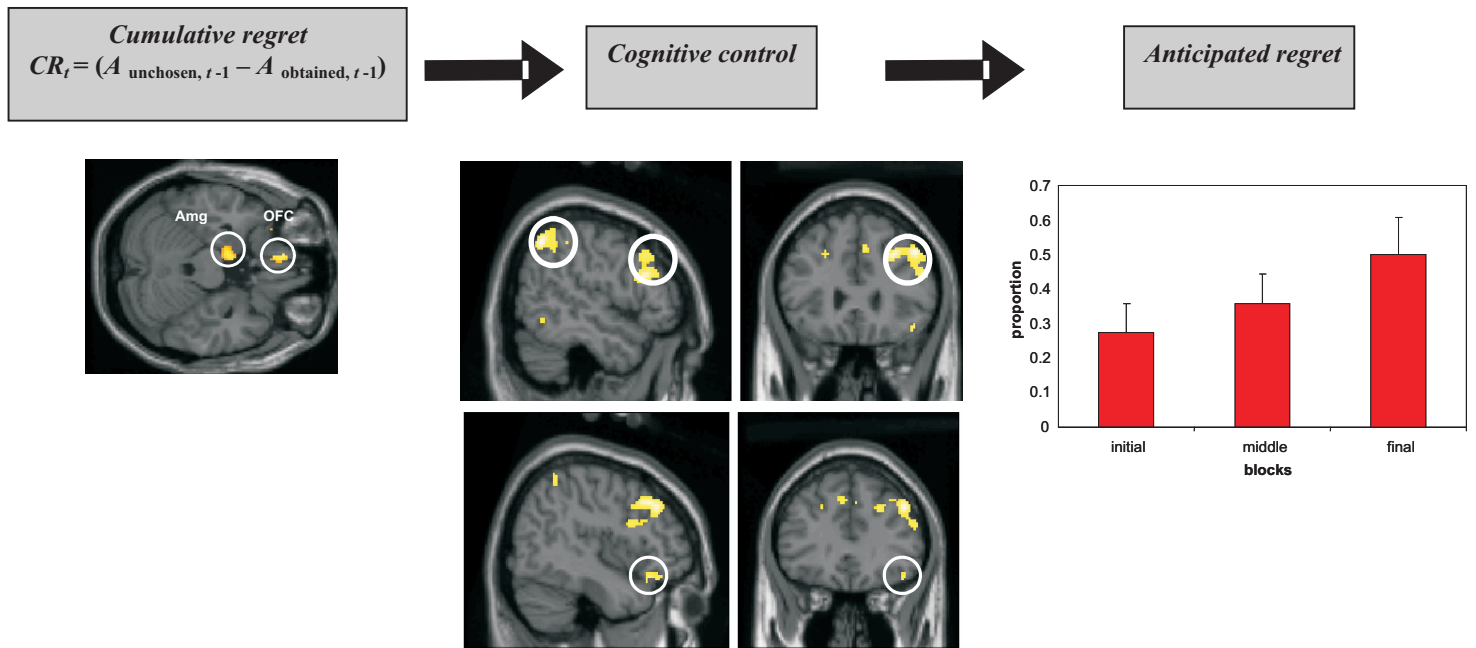 Cumulative regret
CRt = (A unchosen, t -1 – A obtained, t -1)
Cognitive control
Anticipated regret
Amg
OFC
0.7
0.6
0.5
0.4
0.3
0.2
0.1
0
proportion
initial
middle
final
blocks